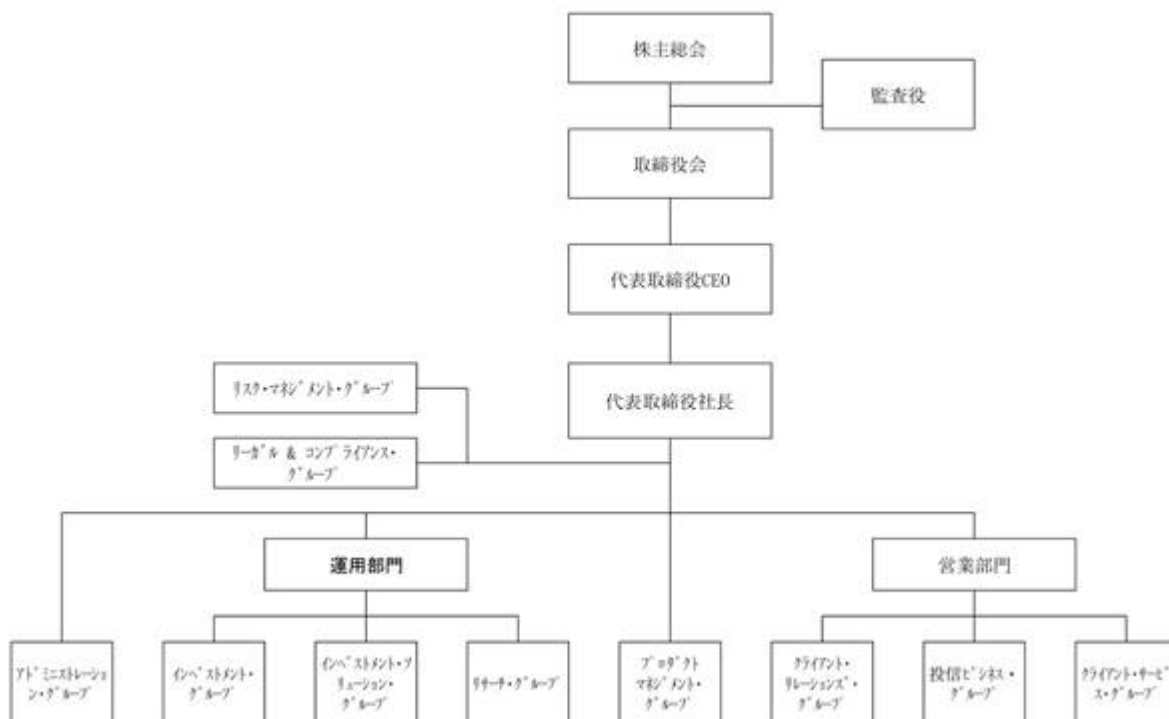 株主総会
監査役
取締役会
代表取締役CEO
代表取締役社長
リスク・マネジメント・グループ
リーガル & コンプライアンス・
グループ
運用部門
営業部門
アドミニストレーショ
ン・グループ
インベストメント・
グループ
インベストメント・ソ
リューション・
グループ
リサーチ・グループ
プロダクト
マネジメント・
グループ
クライアント・
リレーションズ・
グループ
投信ビジネス・
グループ
クライアント・サービ
ス・グループ